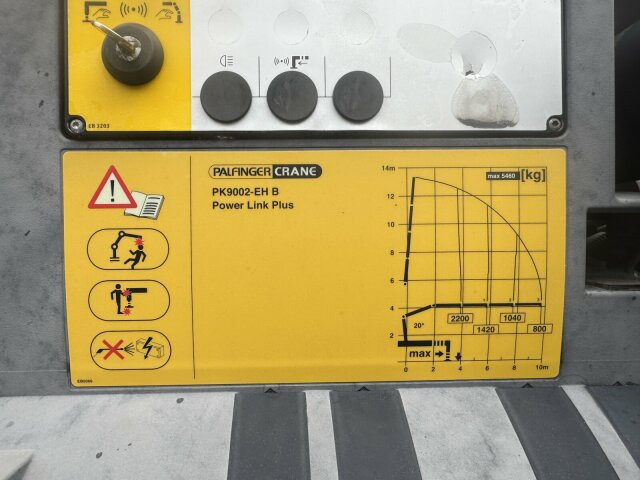 EB 3203
PALFINGER CRANE
PK9002-EH B
Power Link Plus
14m
max 5460 [kg]
12
10
8
6
4
2
20°
2200
1420
1040
800
max
0 2 4 6 8 10m